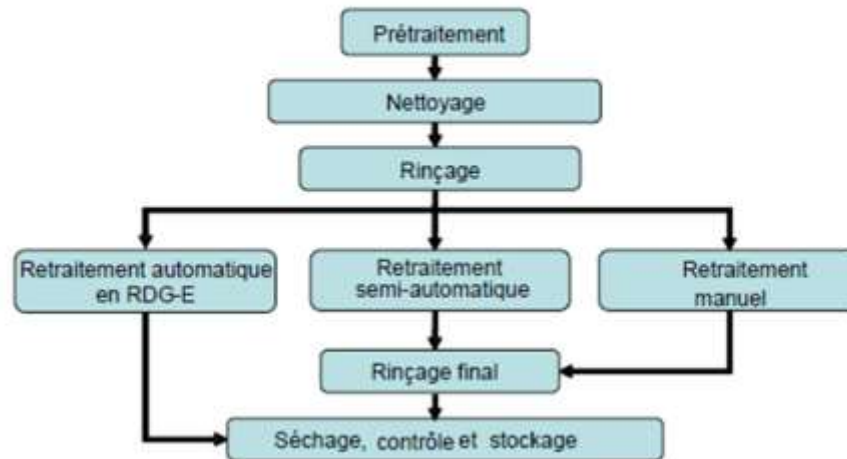 Prétraitement
Nettoyage
Rinçage
Retraitement automatique
en RDG-E
Retraitement
semi-automatique
Retraitement
manuel
Rinçage final
Séchage, contrôle et stockage